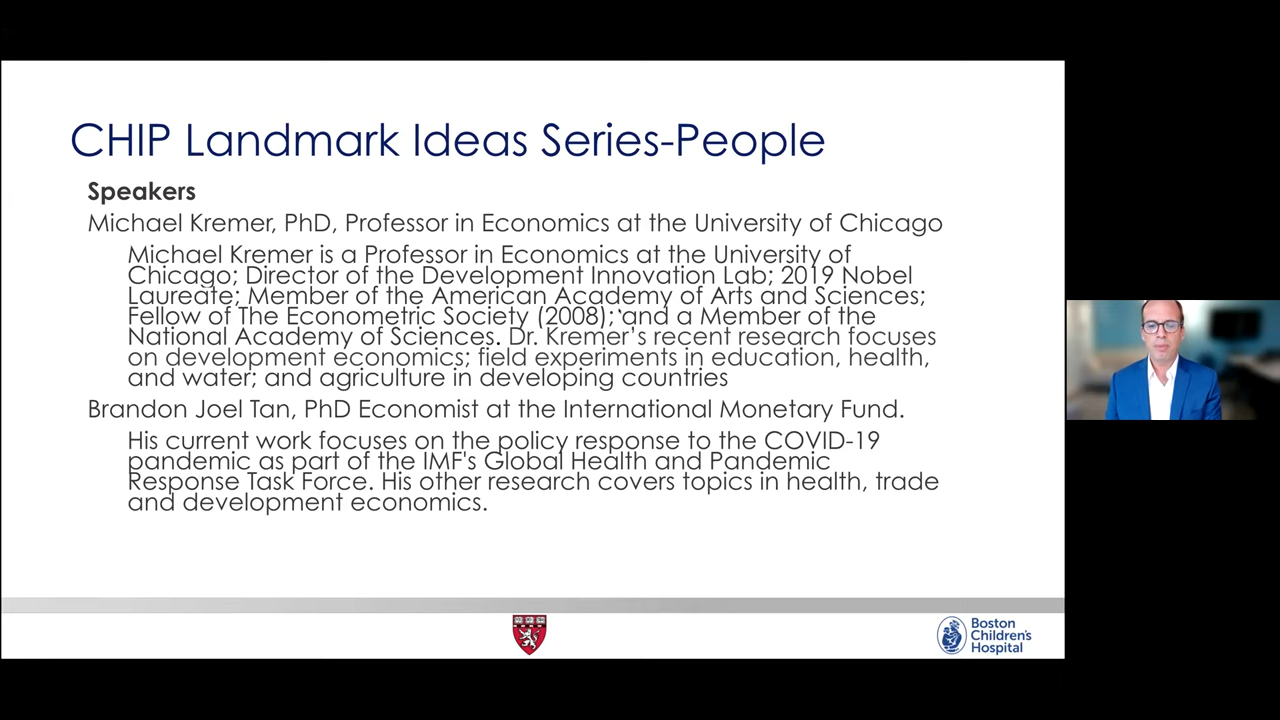 CHIP Landmark Ideas Series-People
Speakers
Michael Kremer, PhD, Professor in Economics at the University of Chicago
Michael Kremer is a Professor in Economics at the University of
Chicago; Director of the Development Innovation Lab; 2019 Nobel
Laureate; Member of the American Academy of Arts and Sciences;
Fellow of The Econometric Society (2008); and a Member of the
National Academy of Sciences. Dr. Kremer's recent research focuses
on development economics; field experiments in education, health,
and water; and agriculture in developing countries
Brandon Joel Tan, PhD Economist at the International Monetary Fund.
His current work focuses on the policy response to the COVID-19
pandemic as part of the IMF's Global Health and Pandemic
Response Task Force. His other research covers topics in health, trade
and development economics.
Boston
Children's
Hospital